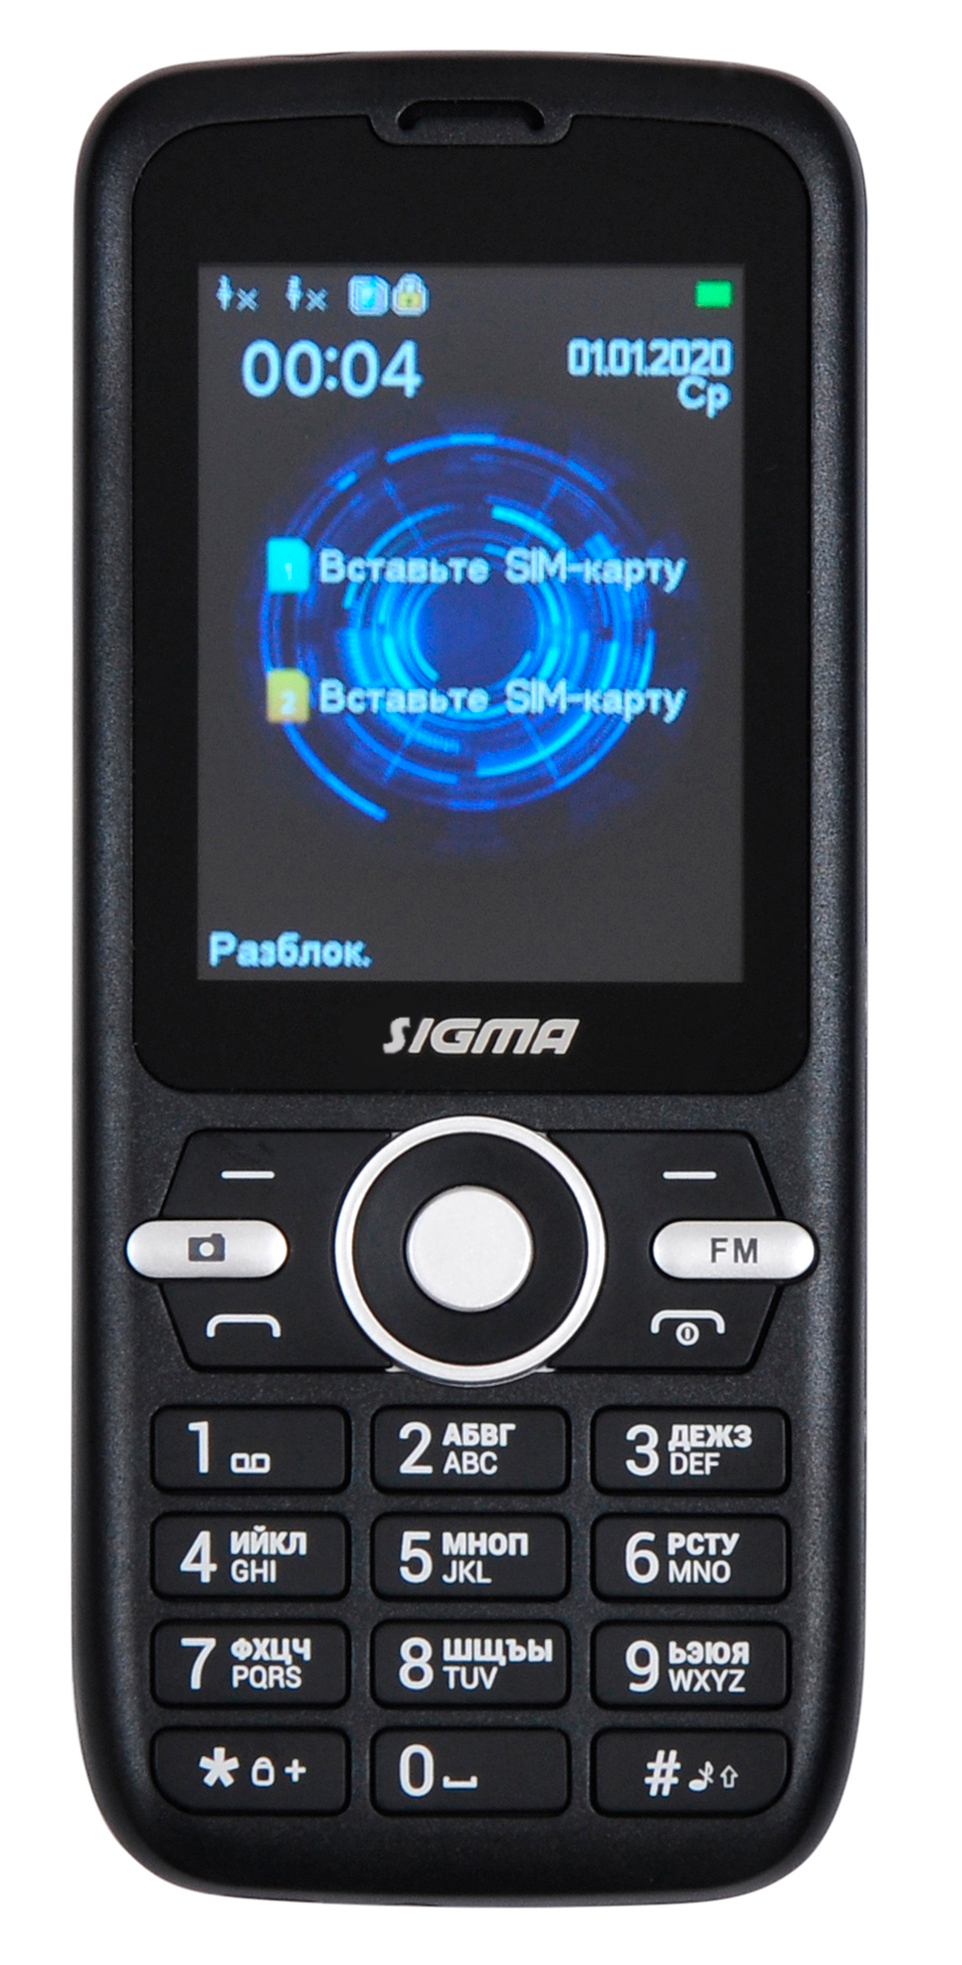 00:04
01.01.2020
Ср
1 Вставьте SIM-карту
2 Вставьте SIM-карту
Разблок.
SIGMA
FM
1
2 АБВГ
ABC
3 ДЕЖЗ
DEF
4 ИЙКЛ
GHI
5 МНОП
JKL
6 РСТУ
MNO
7 ФХЦЧ
PQRS
8 ШЩЪЫ
TUV
9 ЬЭЮЯ
WXYZ
* +
0
#